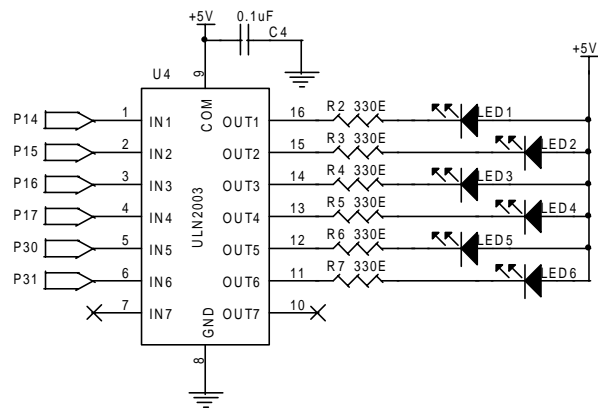 +5V 0.1uF
C4
+5V
U4 9
COM
P14 1 IN1 OUT1 16 R2 330E LED1
P15 2 IN2 OUT2 15 R3 330E LED2
P16 3 IN3 OUT3 14 R4 330E LED3
P17 4 IN4 OUT4 13 R5 330E LED4
P30 5 IN5 OUT5 12 R6 330E LED5
P31 6 IN6 OUT6 11 R7 330E LED6
7 IN7 OUT7 10
ULN2003
GND
8